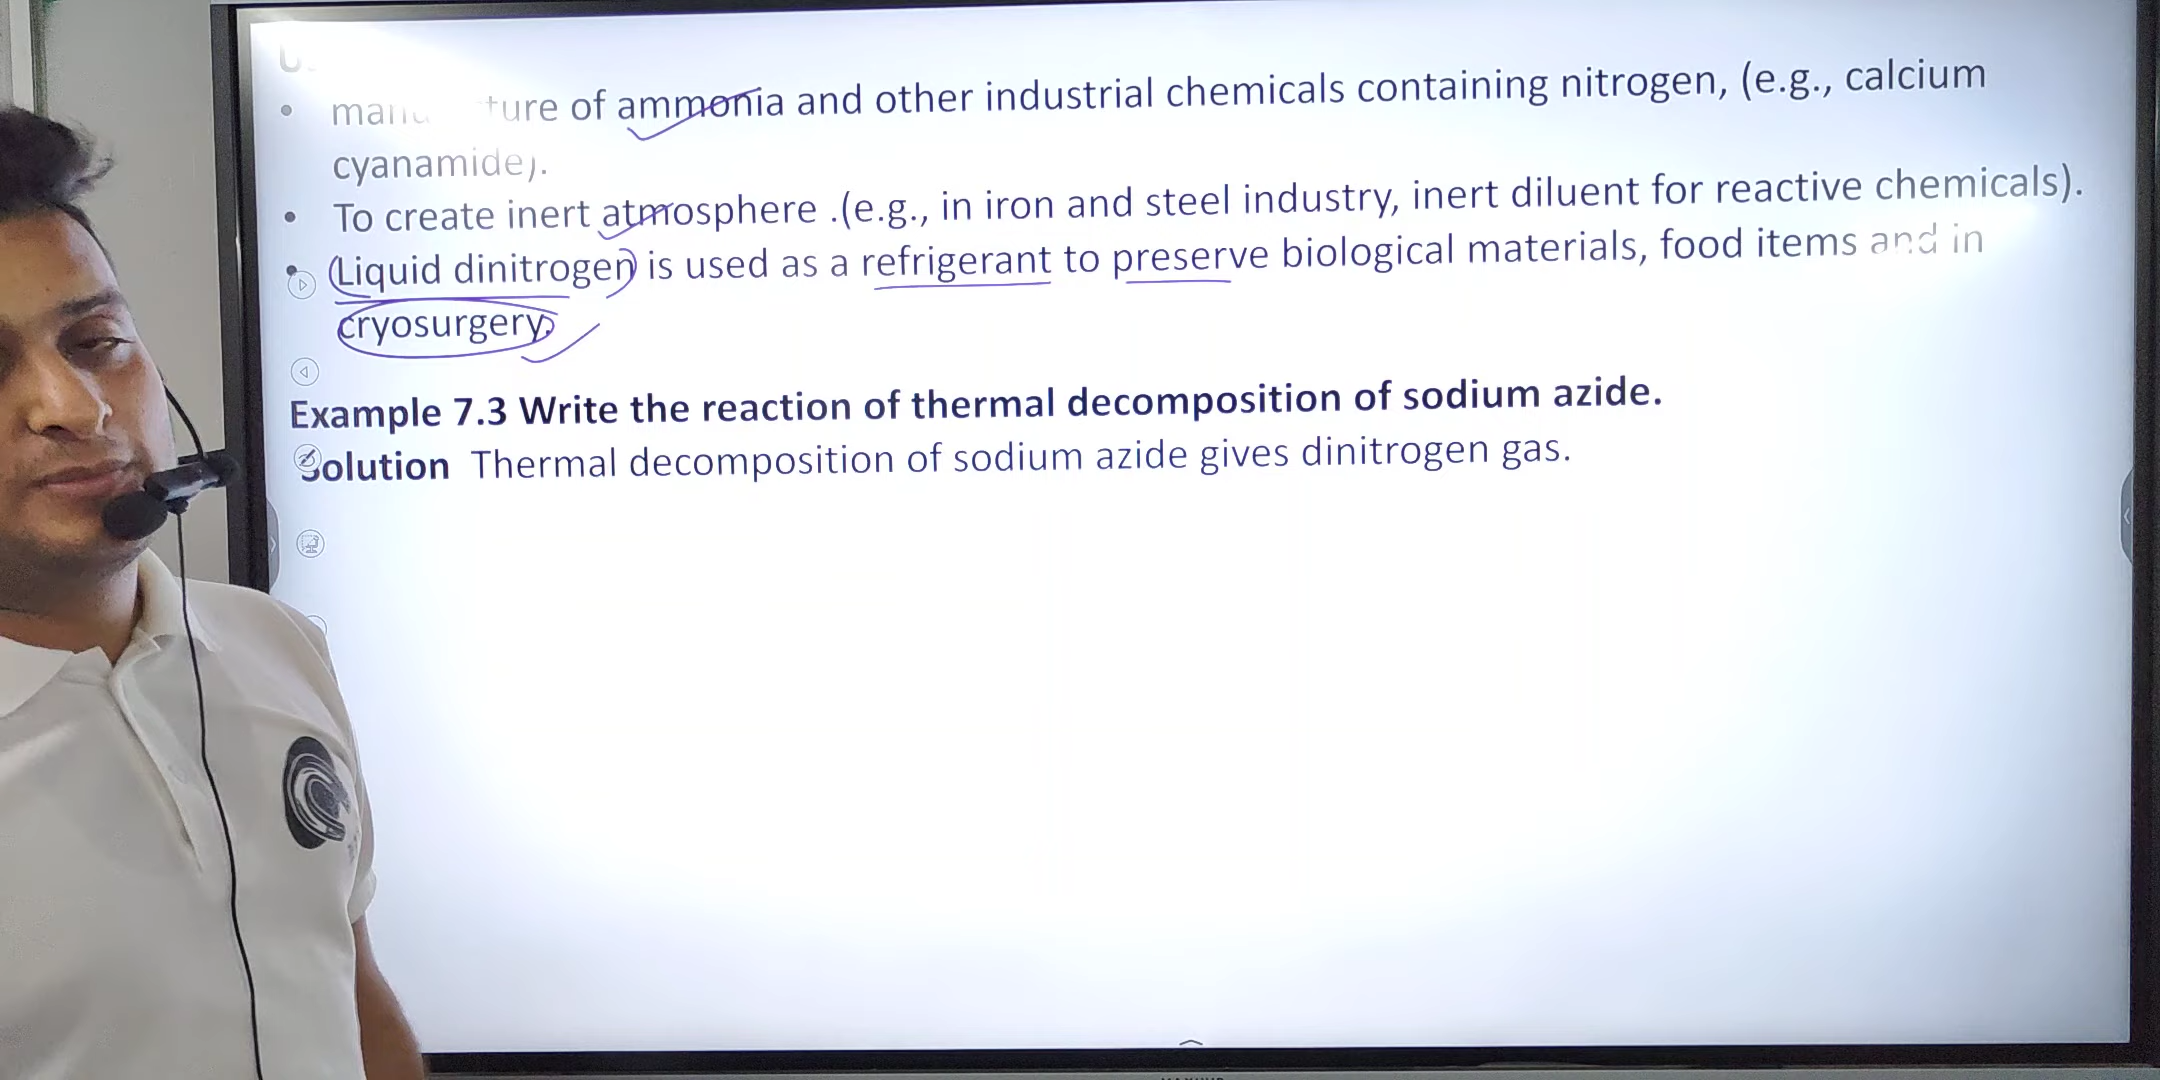 ture of ammonia and other industrial chemicals containing nitrogen, (e.g., calcium
cyanamide).
• To create inert atmosphere .(e.g., in iron and steel industry, inert diluent for reactive chemicals).
• Liquid dinitrogen is used as a refrigerant to preserve biological materials, food items and in
cryosurgery.
Example 7.3 Write the reaction of thermal decomposition of sodium azide.
Solution Thermal decomposition of sodium azide gives dinitrogen gas.